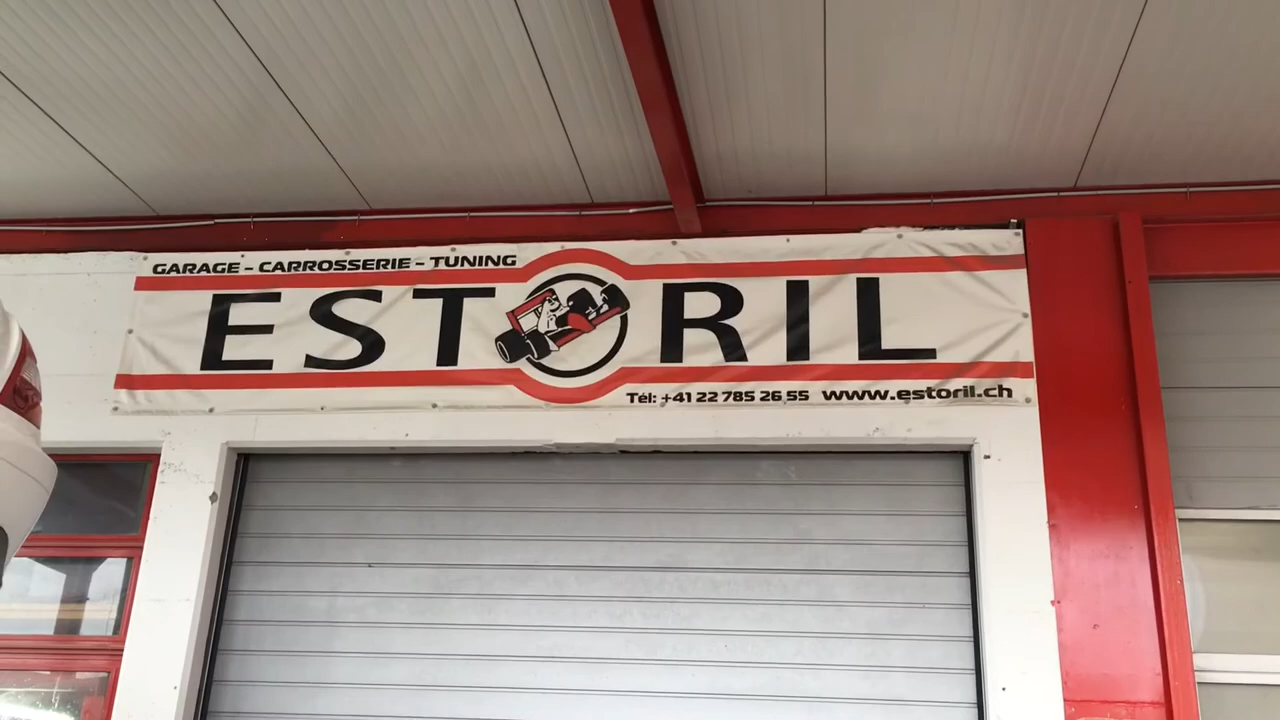 GARAGE - CARROSSERIE - TUNING
ESTORIL
Tél: +41 22 785 26 55 www.estoril.ch